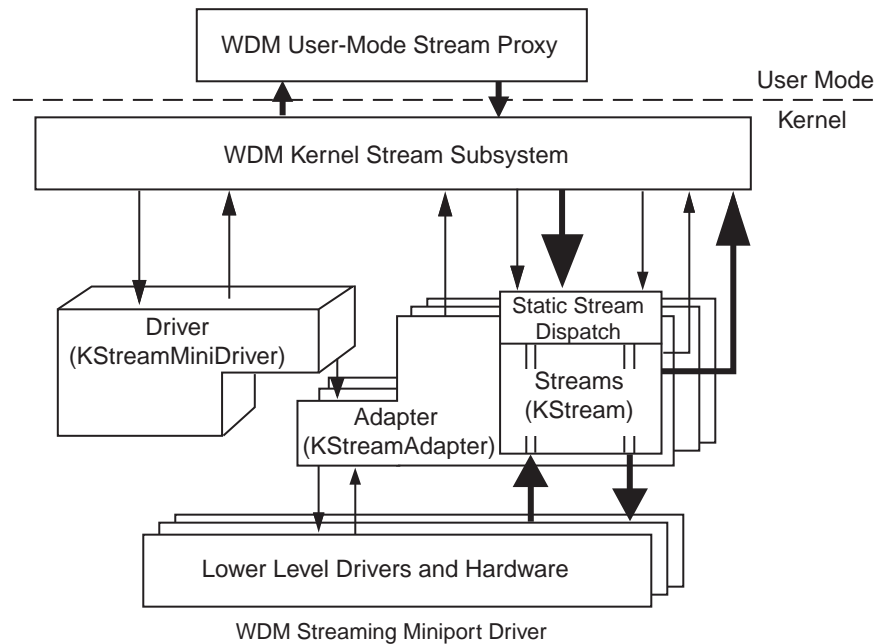 WDM User-Mode Stream Proxy
User Mode
Kernel
WDM Kernel Stream Subsystem
Static Stream
Dispatch
Driver
(KStreamMiniDriver)
Streams
(KStream)
Adapter
(KStreamAdapter)
Lower Level Drivers and Hardware
WDM Streaming Miniport Driver